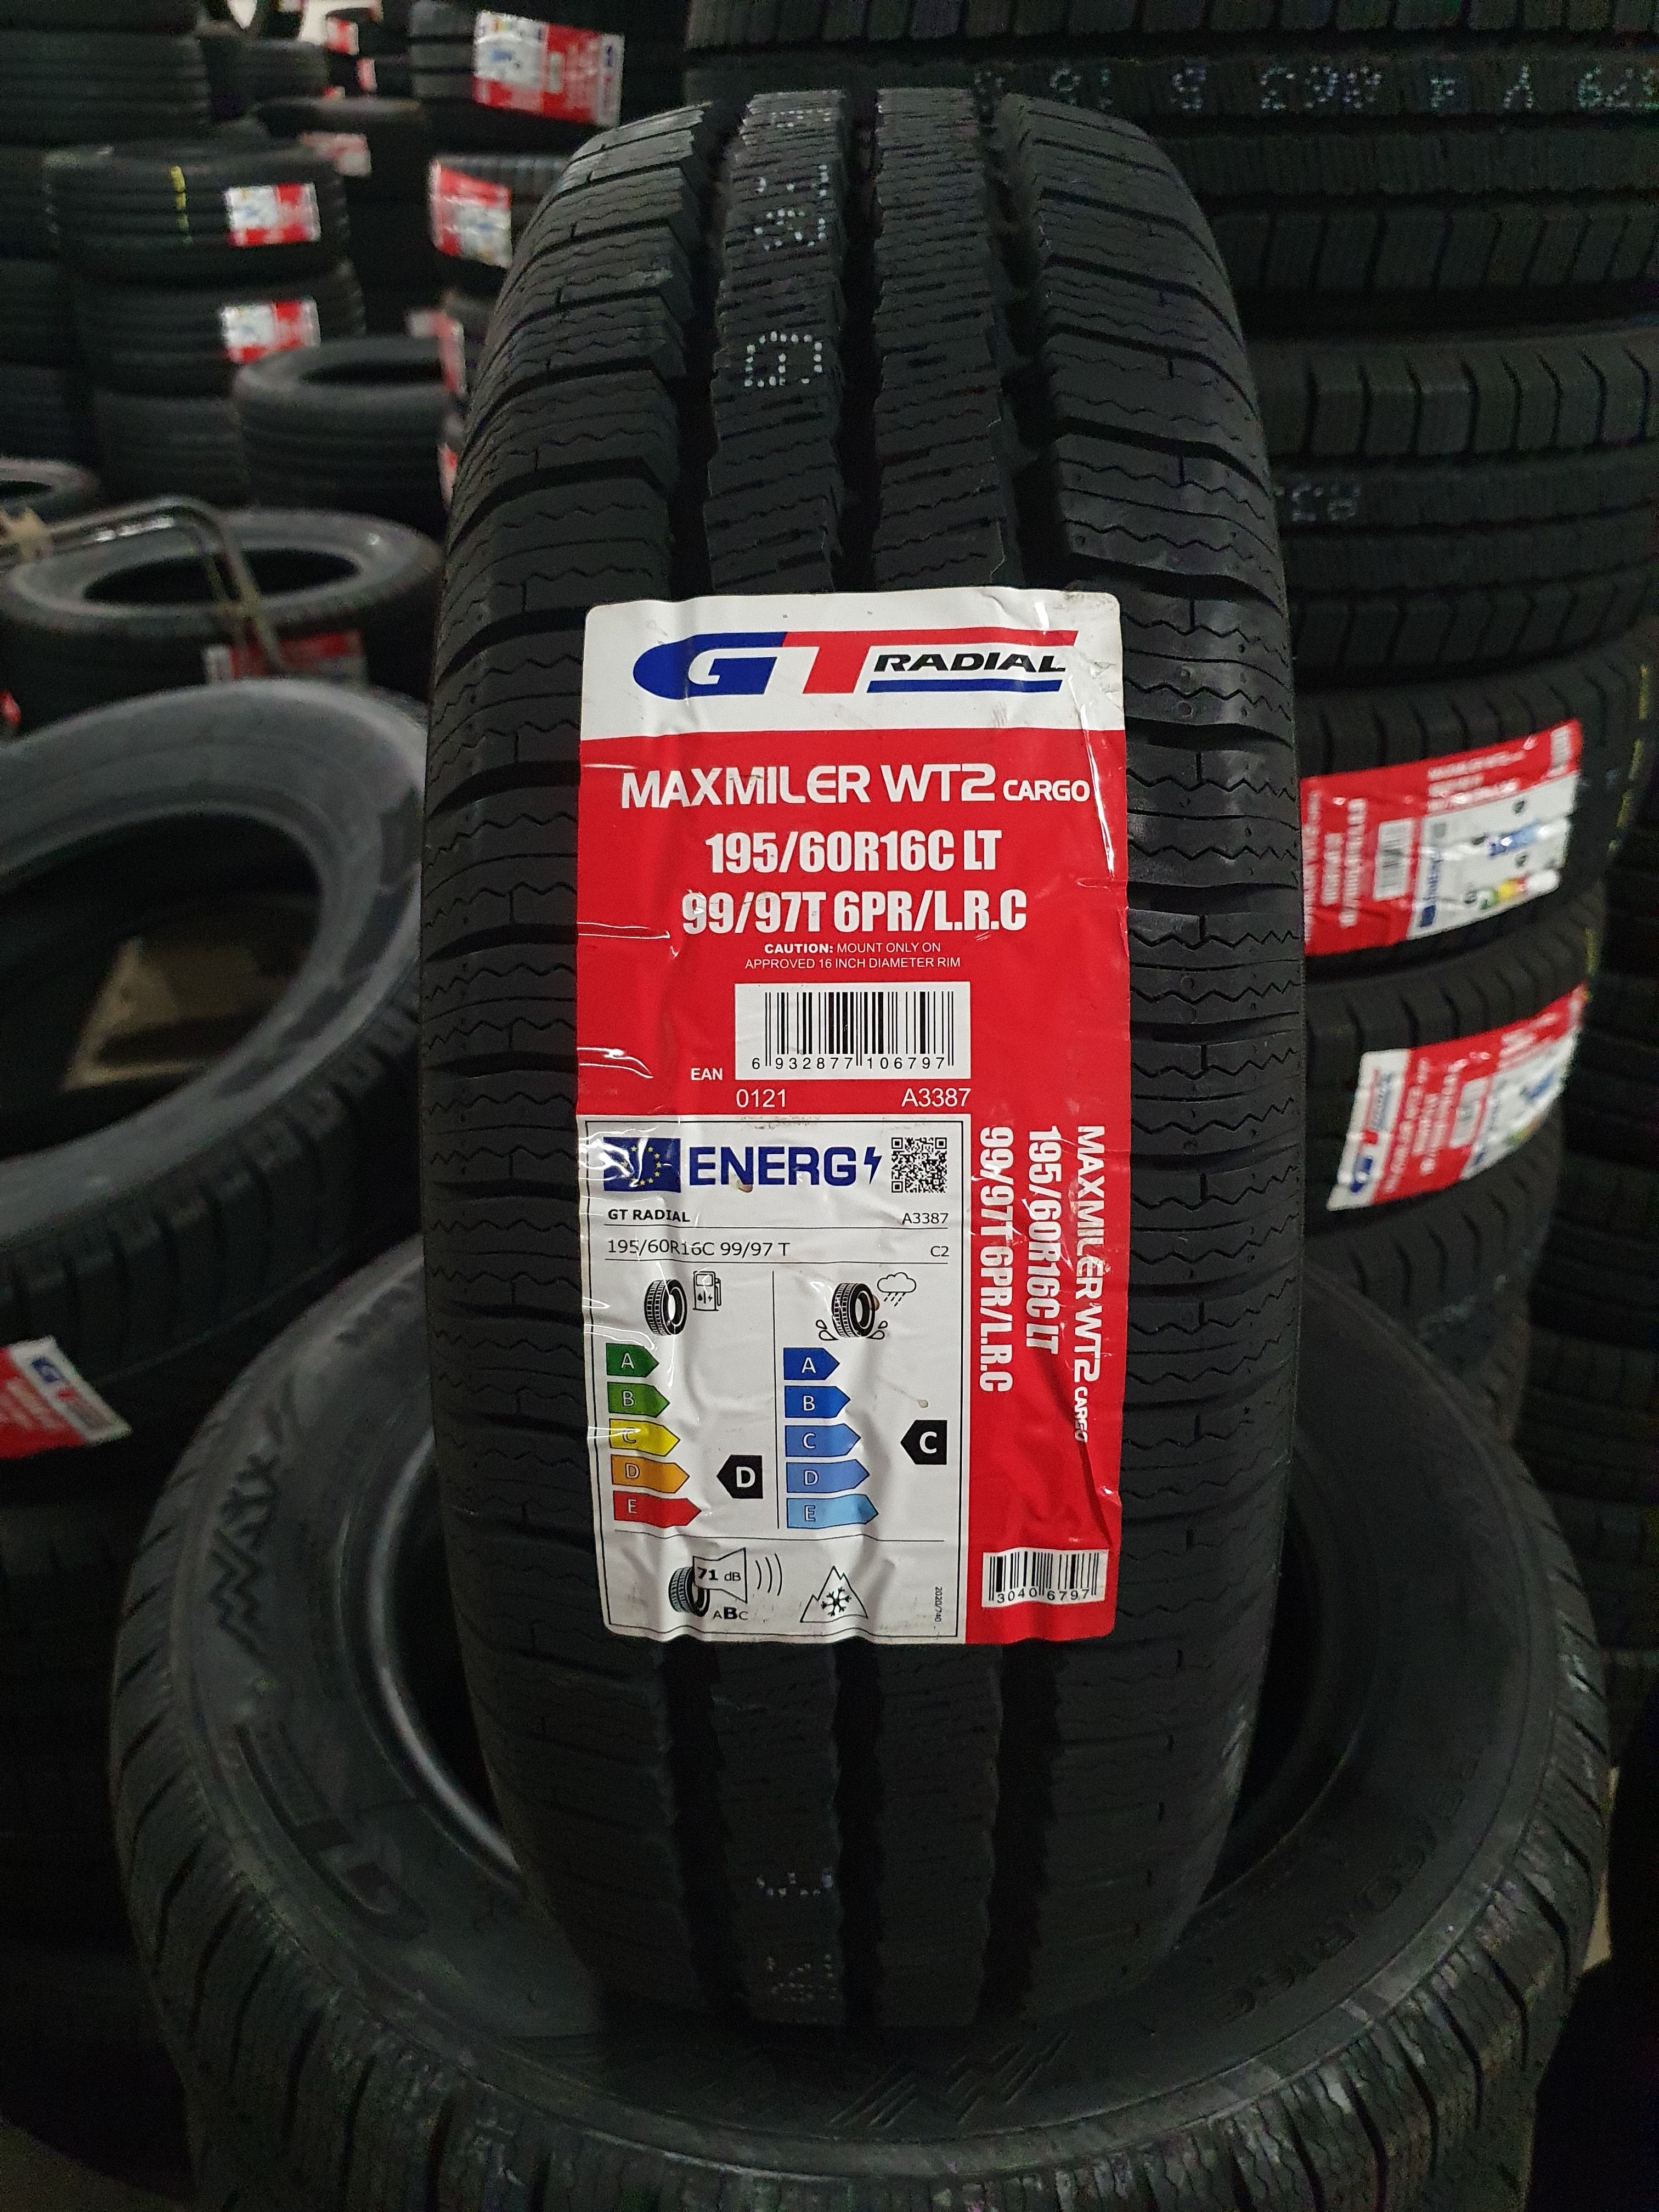 GT RADIAL
MAXMILER WT2 CARGO
195/60R16C LT
99/97T 6PR/L.R.C
CAUTION: MOUNT ONLY ON
APPROVED 16 INCH DIAMETER RIM
6 932877 106797
EAN
0121 A3387
ENERG
GT RADIAL A3387
195/60R16C 99/97 T C2
A A
B B
C C C
D D D
E E
71 dB
ABC
2020/740
MAXMILER WT2 CARGO
195/60R16C LT
99/97T 6PR/L.R.C
3040 6797
GT
MAX